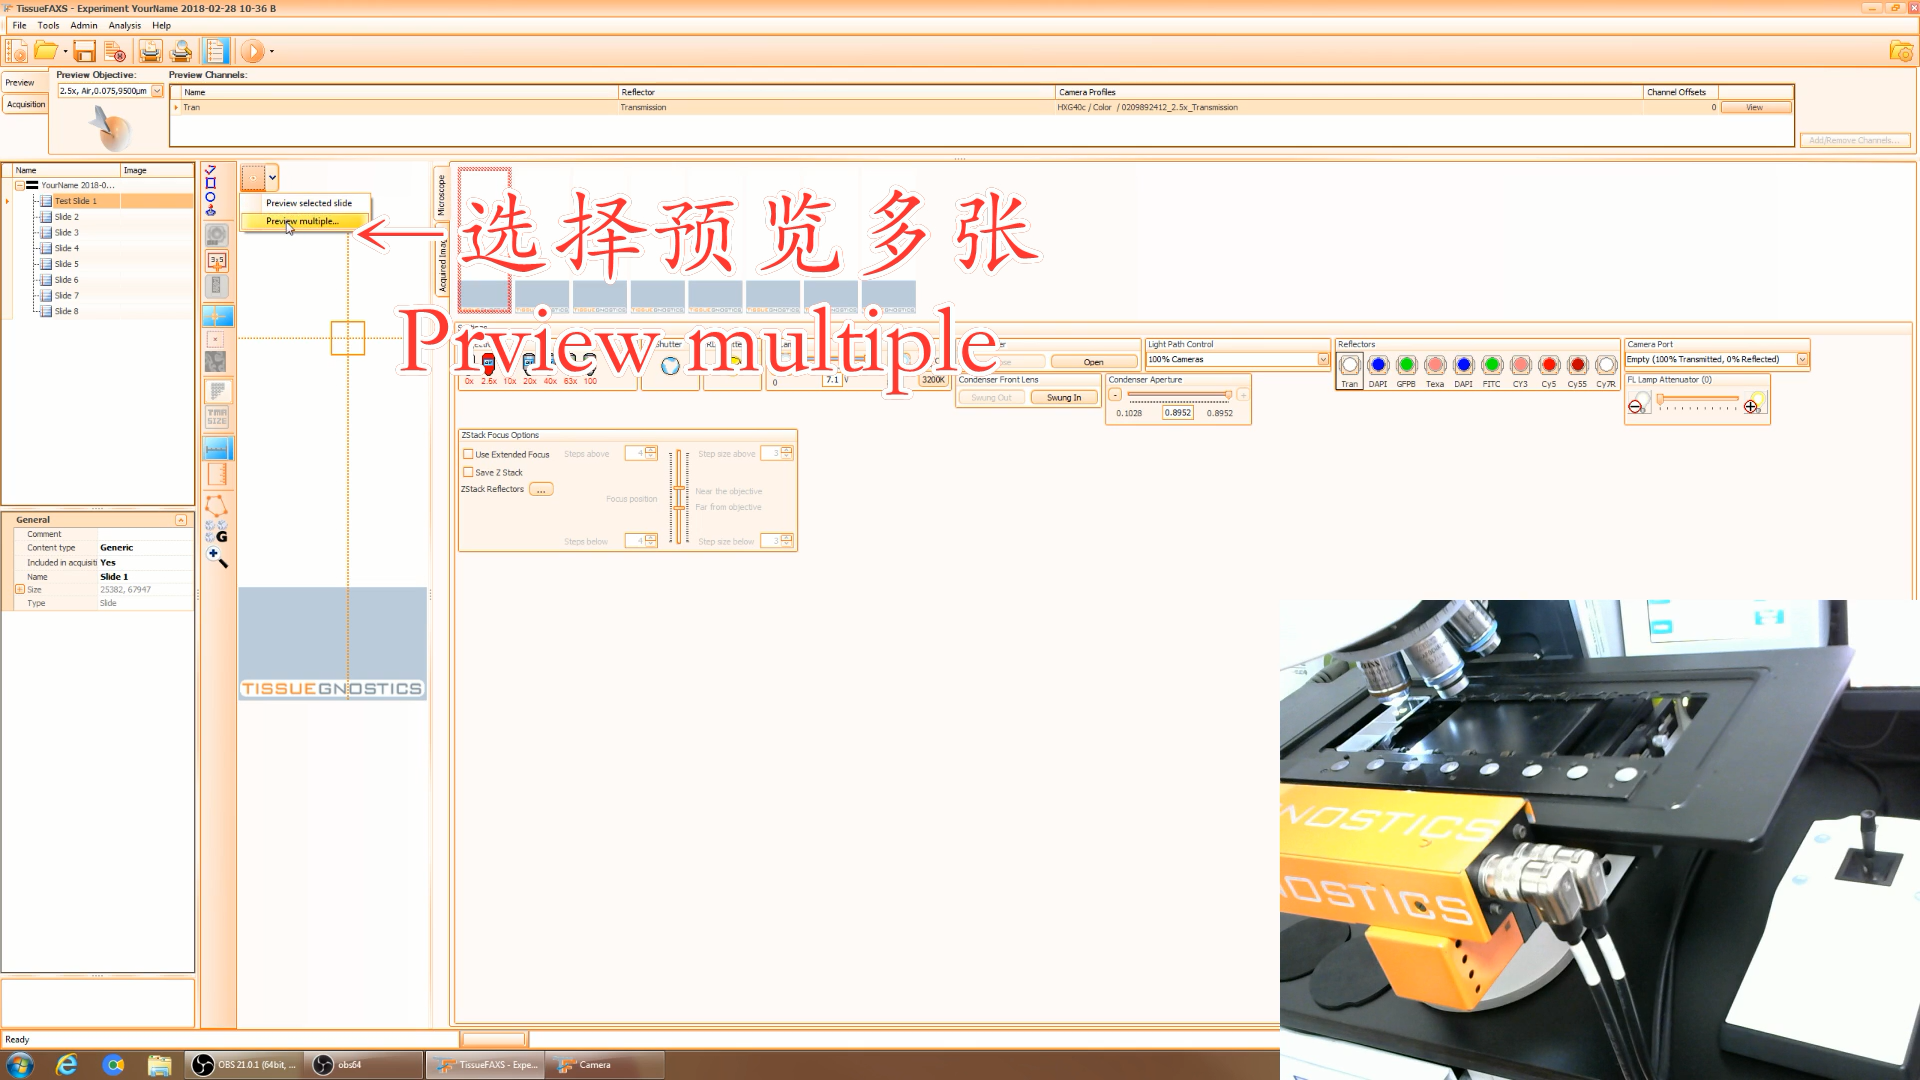 TissueFAXS - Experiment YourName 2018-02-28 10-36 B
File Tools Admin Analysis Help
Preview
Acquisition
Preview Objective:
2.5x, Air,0.075,9500µm
Preview Channels:
Name Reflector Camera Profiles Channel Offsets
Tran Transmission HXG40c / Color / 0209892412_2.5x_Transmission 0 View
Add/Remove Channels...
Name Image
YourName 2018-0...
Test Slide 1
Slide 2
Slide 3
Slide 4
Slide 5
Slide 6
Slide 7
Slide 8
Preview selected slide
Preview multiple...
Microscope
Acquired Imag
选择预览多张
Prview multiple
0x 2.5x 10x 20x 40x 63x 100
0 7.1 V
3200K
Open
Condenser Front Lens
Swung Out Swung In
Light Path Control
100% Cameras
Condenser Aperture
- +
0.1028 0.8952 0.8952
Reflectors
Tran DAPI GFPB Texa DAPI FITC CY3 Cy5 Cy55 Cy7R
Camera Port
Empty (100% Transmitted, 0% Reflected)
FL Lamp Attenuator (0)
ZStack Focus Options
Use Extended Focus
Save Z Stack
ZStack Reflectors ...
Steps above 4
Step size above 3
Focus position
Near the objective
Far from objective
Steps below 4
Step size below 3
3.5
TMA
SIZE
G
General
Comment
Content type Generic
Included in acquisiti Yes
Name Slide 1
Size 25382, 67947
Type Slide
TISSUEGNOSTICS
NOSTICS
NOSTICS
Ready
OBS 21.0.1 (64bit, ...
obs64
TissueFAXS - Expe...
Camera